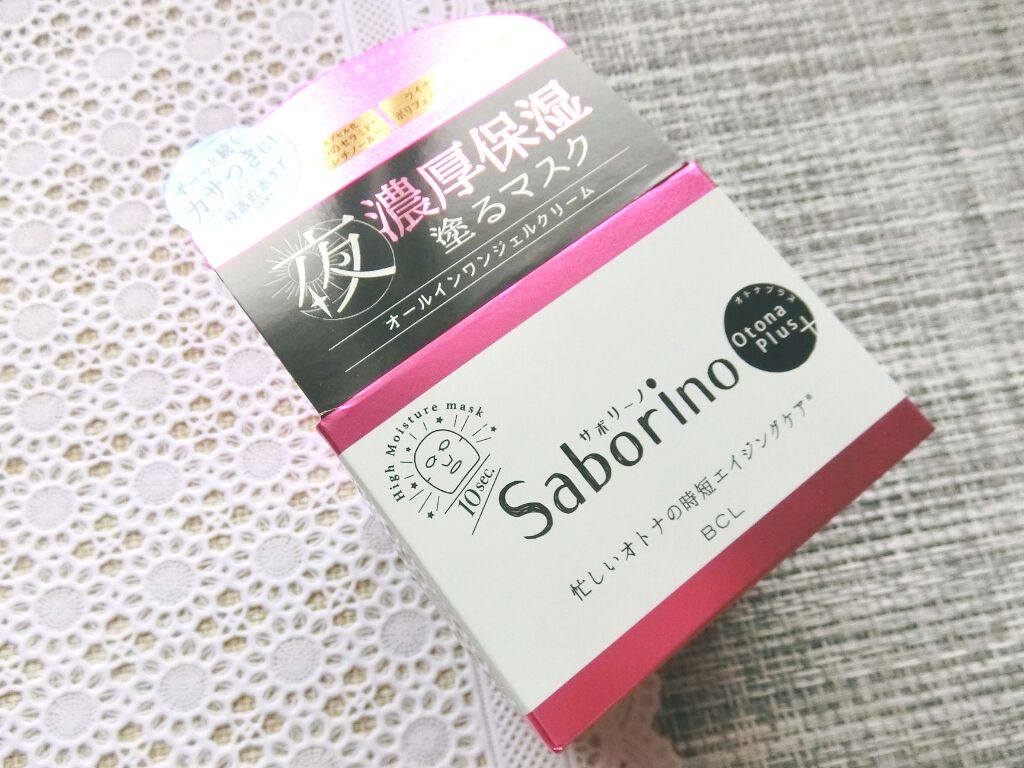 カサつきに!
ライム
濃厚保湿
夜
塗るマスク
オールインワンジェルクリーム
High Moisture mask
10sec.
サボリーノ
Saborino
オトナプラス
Otona
Plus+
忙しいオトナの時短エイジングケア※
BCL